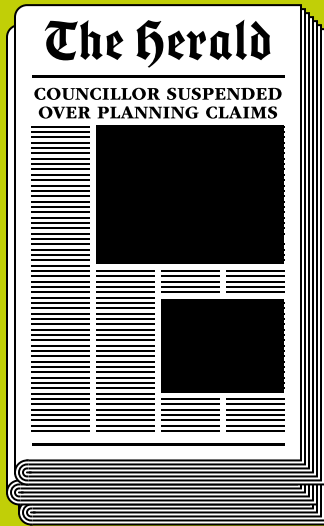 The Herald
COUNCILLOR SUSPENDED
OVER PLANNING CLAIMS